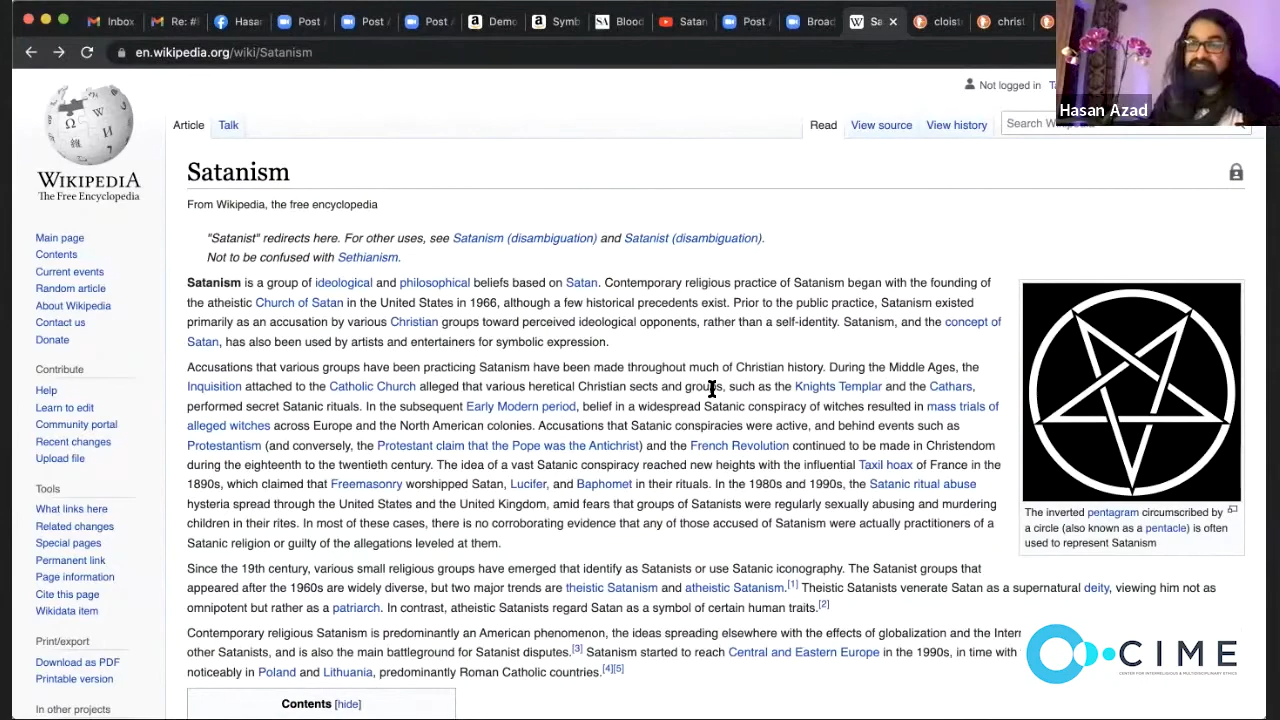 Inbox
Re: #
Hasan
Post
Post
Post
Demo
Symb
SA
Blood
Satan
Post
Broad
W Sa
cloist
christ
en.wikipedia.org/wiki/Satanism
Hasan Azad
Not logged in
Article
Talk
Read
View source
View history
Search W
WIKIPEDIA
The Free Encyclopedia
Main page
Contents
Current events
Random article
About Wikipedia
Contact us
Donate
Contribute
Help
Learn to edit
Community portal
Recent changes
Upload file
Tools
What links here
Related changes
Special pages
Permanent link
Page information
Cite this page
Wikidata item
Print/export
Download as PDF
Printable version
In other projects
Satanism
From Wikipedia, the free encyclopedia
"Satanist" redirects here. For other uses, see Satanism (disambiguation) and Satanist (disambiguation).
Not to be confused with Sethianism.
Satanism is a group of ideological and philosophical beliefs based on Satan. Contemporary religious practice of Satanism began with the founding of
the atheistic Church of Satan in the United States in 1966, although a few historical precedents exist. Prior to the public practice, Satanism existed
primarily as an accusation by various Christian groups toward perceived ideological opponents, rather than a self-identity. Satanism, and the concept of
Satan, has also been used by artists and entertainers for symbolic expression.
Accusations that various groups have been practicing Satanism have been made throughout much of Christian history. During the Middle Ages, the
Inquisition attached to the Catholic Church alleged that various heretical Christian sects and groups, such as the Knights Templar and the Cathars,
performed secret Satanic rituals. In the subsequent Early Modern period, belief in a widespread Satanic conspiracy of witches resulted in mass trials of
alleged witches across Europe and the North American colonies. Accusations that Satanic conspiracies were active, and behind events such as
Protestantism (and conversely, the Protestant claim that the Pope was the Antichrist) and the French Revolution continued to be made in Christendom
during the eighteenth to the twentieth century. The idea of a vast Satanic conspiracy reached new heights with the influential Taxil hoax of France in the
1890s, which claimed that Freemasonry worshipped Satan, Lucifer, and Baphomet in their rituals. In the 1980s and 1990s, the Satanic ritual abuse
hysteria spread through the United States and the United Kingdom, amid fears that groups of Satanists were regularly sexually abusing and murdering
children in their rites. In most of these cases, there is no corroborating evidence that any of those accused of Satanism were actually practitioners of a
Satanic religion or guilty of the allegations leveled at them.
Since the 19th century, various small religious groups have emerged that identify as Satanists or use Satanic iconography. The Satanist groups that
appeared after the 1960s are widely diverse, but two major trends are theistic Satanism and atheistic Satanism.[1] Theistic Satanists venerate Satan as a supernatural deity, viewing him not as
omnipotent but rather as a patriarch. In contrast, atheistic Satanists regard Satan as a symbol of certain human traits.[2]
Contemporary religious Satanism is predominantly an American phenomenon, the ideas spreading elsewhere with the effects of globalization and the Inter
other Satanists, and is also the main battleground for Satanist disputes.[3] Satanism started to reach Central and Eastern Europe in the 1990s, in time with
noticeably in Poland and Lithuania, predominantly Roman Catholic countries.[4][5]
Contents [hide]
The inverted pentagram circumscribed by
a circle (also known as a pentacle) is often
used to represent Satanism
CIME
CENTER FOR INTERRELIGIOUS & MULTIDISCIPLINARY ETHICS